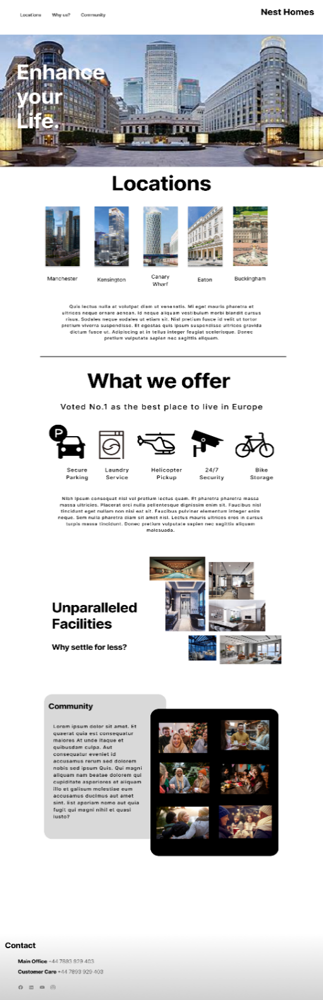 Locations Why us? Community
Nest Homes
Enhance
your
Life.
Locations
Manchester
Kensington
Canary
Wharf
Eaton
Buckingham
Quis lectus nulla at volutpat diam ut venenatis. Mi eget mauris pharetra et
ultrices neque ornare aenean. Id neque aliquam vestibulum morbi blandit cursus
risus. Sodales neque sodales ut etiam sit. Nisl pretium fusce id velit ut tortor
pretium viverra suspendisse. Et egestas quis ipsum suspendisse ultrices gravida
dictum fusce ut. Adipiscing at in tellus integer feugiat scelerisque. Donec
pretium vulputate sapien nec sagittis aliquam.
What we offer
Voted No.1 as the best place to live in Europe
P
Secure
Parking
Laundry
Service
Helicopter
Pickup
24/7
Security
Bike
Storage
Nibh ipsum consequat nisl vel pretium lectus quam. Et pharetra pharetra massa
massa ultricies. Placerat orci nulla pellentesque dignissim enim sit. Faucibus nisl
tincidunt eget nullam non nisi est sit. Faucibus pulvinar elementum integer enim
neque. Sem nulla pharetra diam sit amet nisl. Lectus mauris ultrices eros in cursus
turpis massa tincidunt. Donec pretium vulputate sapien nec sagittis aliquam
malesuada.
Unparalleled
Facilities
Why settle for less?
Community
Lorem ipsum dolor sit amet. Et
quaerat quia est consequatur
maiores At unde itaque et
quibusdam culpa. Aut
consequatur eveniet id
accusamus rerum sed dolorem
nobis sed ipsum Quis. Qui magni
aliquam nam beatae dolorem qui
cupiditate asperiores et aliquam
illo et galisum molestiae eum
accusamus ducimus aut amet
sint. Est aperiam nemo aut quia
fugit qui magni nihil et quasi
iusto?
Contact
Main Office +44 7893 829 403
Customer Care +44 7893 929 403